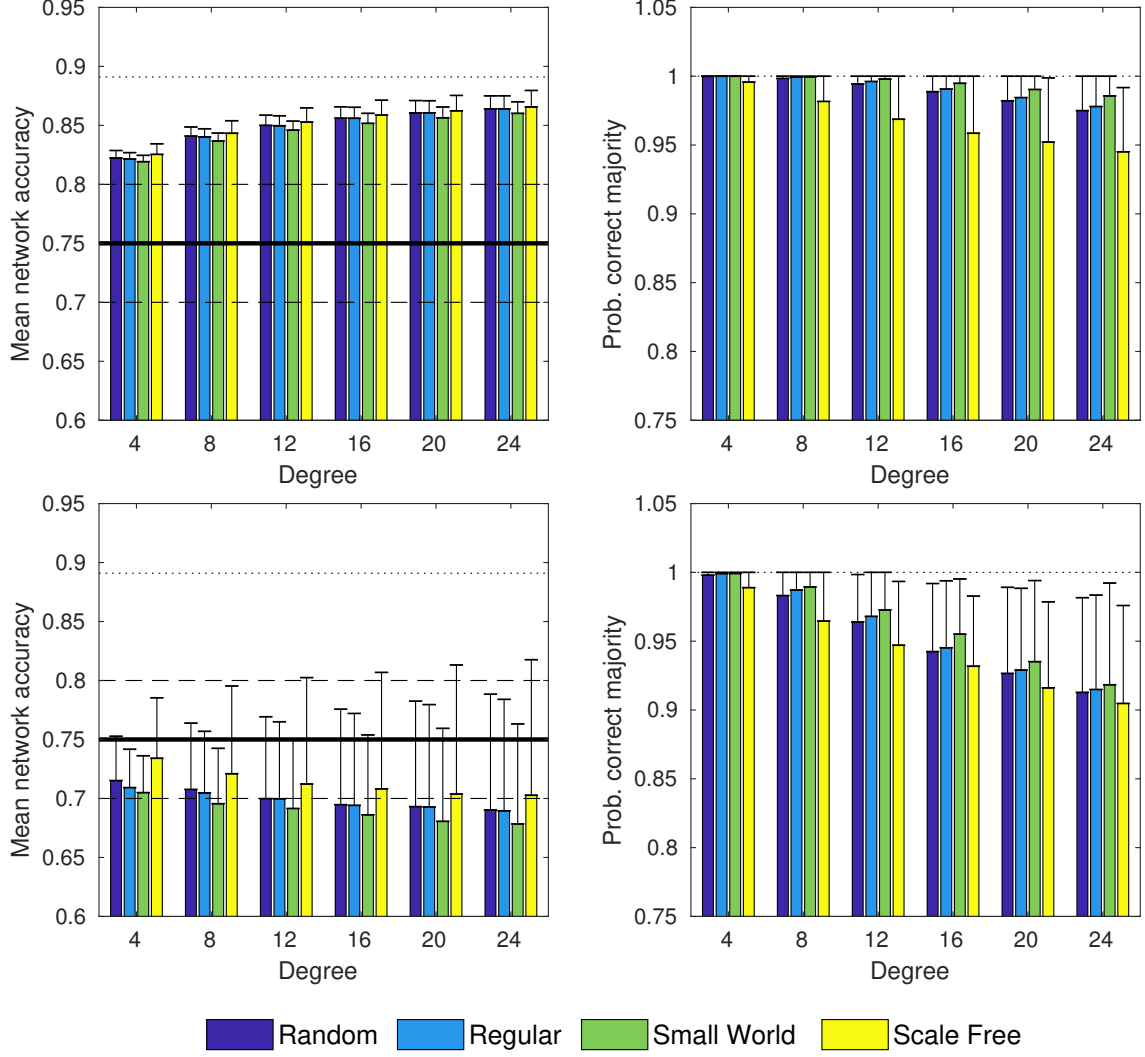 0.95
0.9
0.85
0.8
0.75
0.7
0.65
0.6
Mean network accuracy
4 8 12 16 20 24
Degree
1.05
1
0.95
0.9
0.85
0.8
0.75
Prob. correct majority
4 8 12 16 20 24
Degree
0.95
0.9
0.85
0.8
0.75
0.7
0.65
0.6
Mean network accuracy
4 8 12 16 20 24
Degree
1.05
1
0.95
0.9
0.85
0.8
0.75
Prob. correct majority
4 8 12 16 20 24
Degree
Random Regular Small World Scale Free